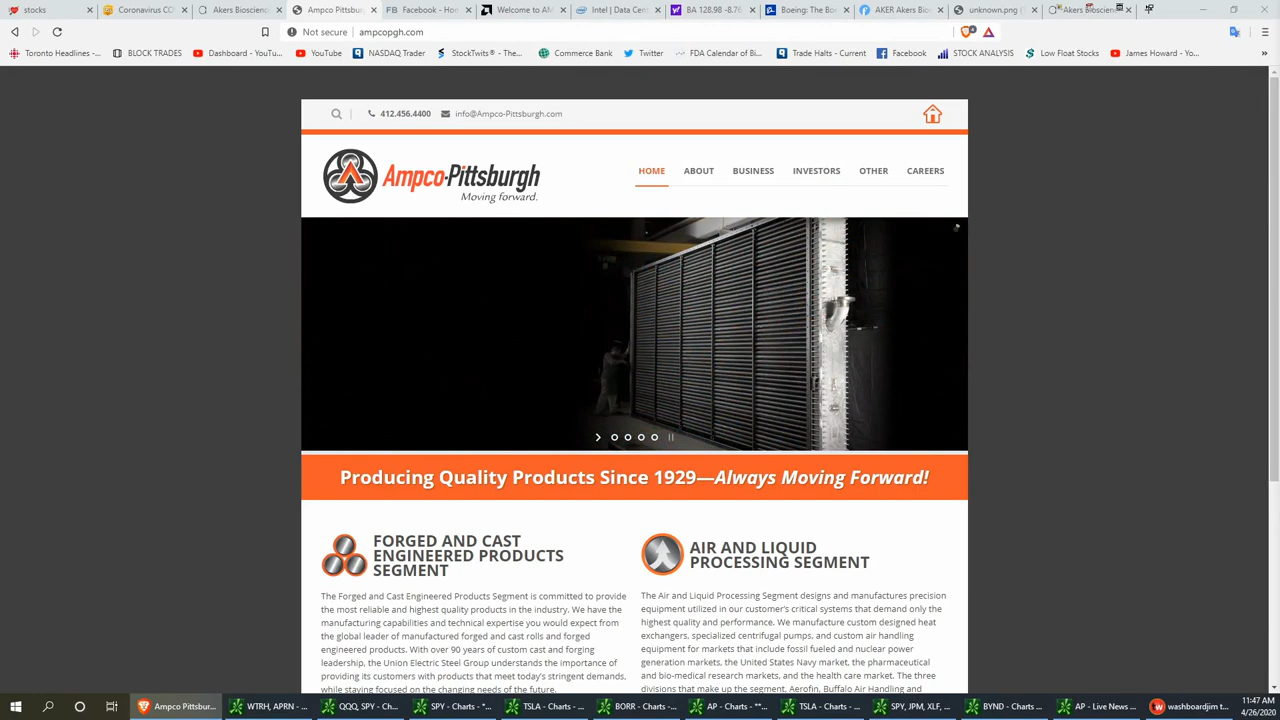 stocks
Coronavirus CO
Akers Bioscienc
Ampco Pittsburg
Facebook - Hom
Welcome to AM
Intel | Data Cent
BA 128.98 -8.76
Boeing: The Boe
AKER Akers Bio
unknown.png (
Akers Bioscienc
Not secure
ampcopgh.com
Toronto Headlines -...
BLOCK TRADES
Dashboard - YouTu...
YouTube
NASDAQ Trader
StockTwits® - The...
Commerce Bank
Twitter
FDA Calendar of Bi...
Trade Halts - Current
Facebook
STOCK ANALYSIS
Low Float Stocks
James Howard - Yo...
412.456.4400
info@Ampco-Pittsburgh.com
Ampco·Pittsburgh
Moving forward.
HOME
ABOUT
BUSINESS
INVESTORS
OTHER
CAREERS
Producing Quality Products Since 1929—Always Moving Forward!
FORGED AND CAST
ENGINEERED PRODUCTS
SEGMENT
The Forged and Cast Engineered Products Segment is committed to provide
the most reliable and highest quality products in the industry. We have the
manufacturing capabilities and technical expertise you would expect from
the global leader of manufactured forged and cast rolls and forged
engineered products. With over 90 years of custom cast and forging
leadership, the Union Electric Steel Group understands the importance of
providing its customers with products that meet today's stringent demands,
while staying focused on the changing needs of the future.
AIR AND LIQUID
PROCESSING SEGMENT
The Air and Liquid Processing Segment designs and manufactures precision
equipment utilized in our customer's critical systems that demand only the
highest quality and performance. We manufacture custom designed heat
exchangers, specialized centrifugal pumps, and custom air handling
equipment for markets that include fossil fueled and nuclear power
generation markets, the United States Navy market, the pharmaceutical
and bio-medical research markets, and the health care market. The three
divisions that make up the segment, Aerofin, Buffalo Air Handling and
Ampco Pittsbur...
WTRH, APRN - ...
QQQ, SPY - Char...
SPY - Charts - *...
TSLA - Charts - ...
BORR - Charts - ...
AP - Charts - **...
TSLA - Charts - ...
SPY, JPM, XLF, ...
BYND - Charts - ...
AP - Live News ...
washboardjim t...
11:47 AM
4/26/2020